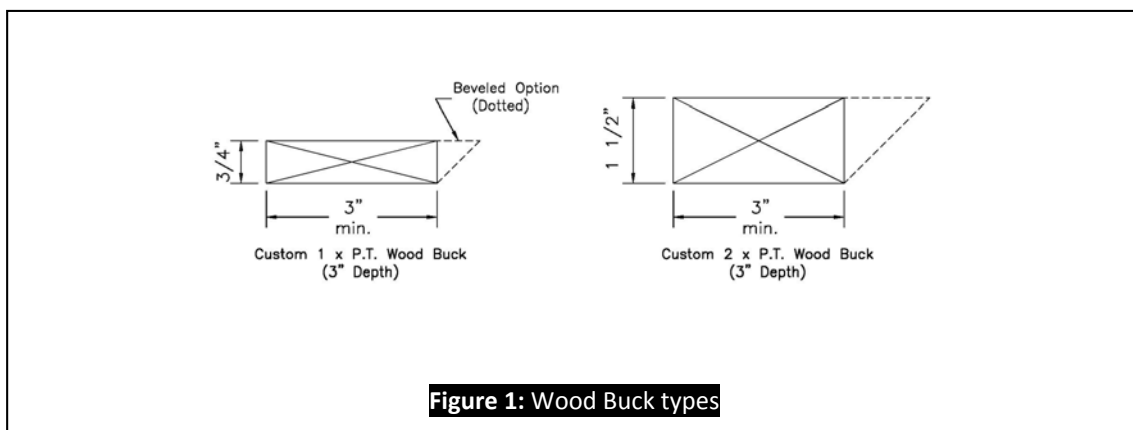 Beveled Option
(Dotted)
3/4"
3"
min.
Custom 1 x P.T. Wood Buck
(3" Depth)
1 1/2"
3"
min.
Custom 2 x P.T. Wood Buck
(3" Depth)
Figure 1: Wood Buck types